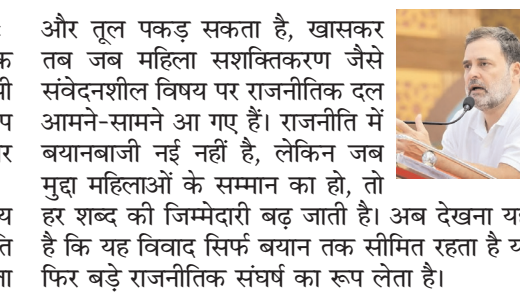 और तूल पकड़ सकता है, खासकर
तब जब महिला सशक्तिकरण जैसे
संवेदनशील विषय पर राजनीतिक दल
आमने-सामने आ गए हैं। राजनीति में
बयानबाजी नई नहीं है, लेकिन जब
मुद्दा महिलाओं के सम्मान का हो, तो
हर शब्द की जिम्मेदारी बढ़ जाती है। अब देखना
है कि यह विवाद सिर्फ बयान तक सीमित रहता है
फिर बड़े राजनीतिक संघर्ष का रूप लेता है।